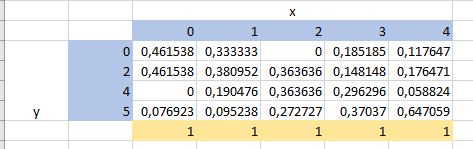 x
0 1 2 3 4
0 0,461538 0,333333 0 0,185185 0,117647
2 0,461538 0,380952 0,363636 0,148148 0,176471
4 0 0,190476 0,363636 0,296296 0,058824
y 5 0,076923 0,095238 0,272727 0,37037 0,647059
1 1 1 1 1